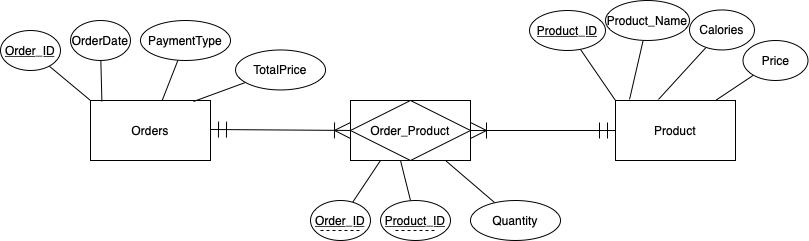 Order_ID
OrderDate
PaymentType
TotalPrice
Product_ID
Product_Name
Calories
Price
Orders
Order_Product
Product
Order_ID
Product_ID
Quantity